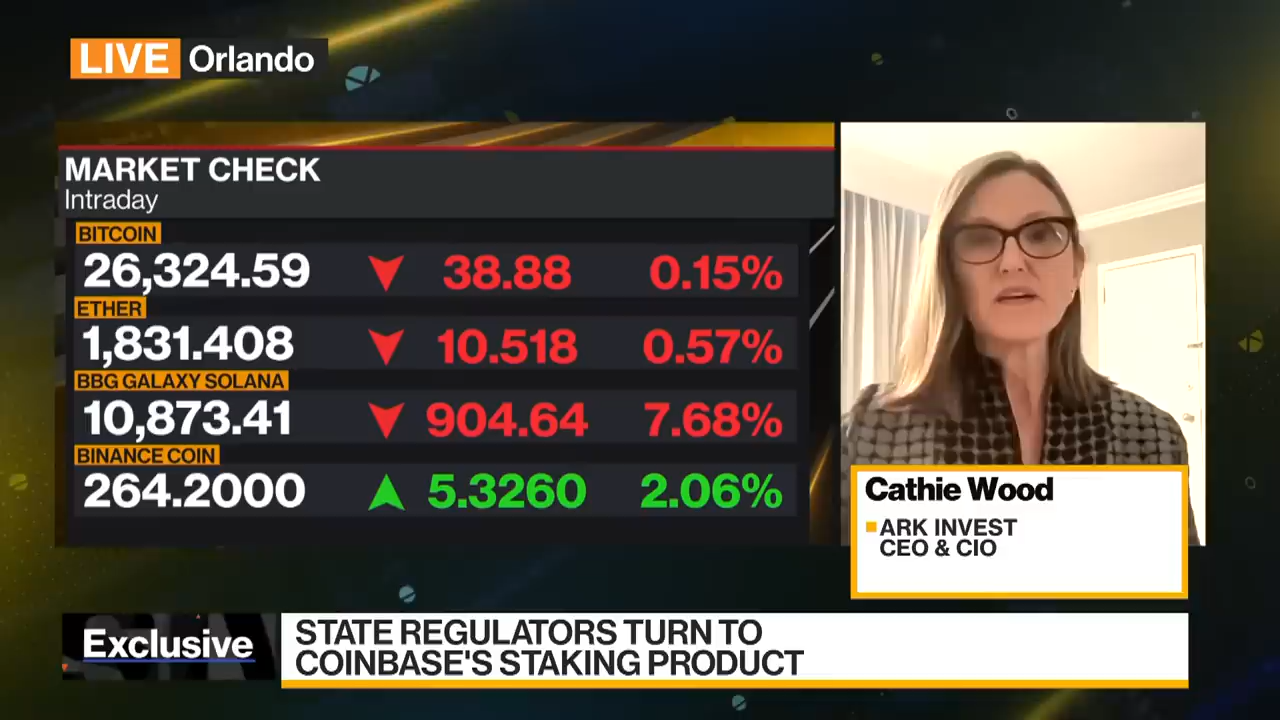 LIVE Orlando
MARKET CHECK
Intraday
BITCOIN
26,324.59 ▼ 38.88 0.15%
ETHER
1,831.408 ▼ 10.518 0.57%
BBG GALAXY SOLANA
10,873.41 ▼ 904.64 7.68%
BINANCE COIN
264.2000 ▲ 5.3260 2.06%
Cathie Wood
ARK INVEST
CEO & CIO
Exclusive
STATE REGULATORS TURN TO
COINBASE'S STAKING PRODUCT